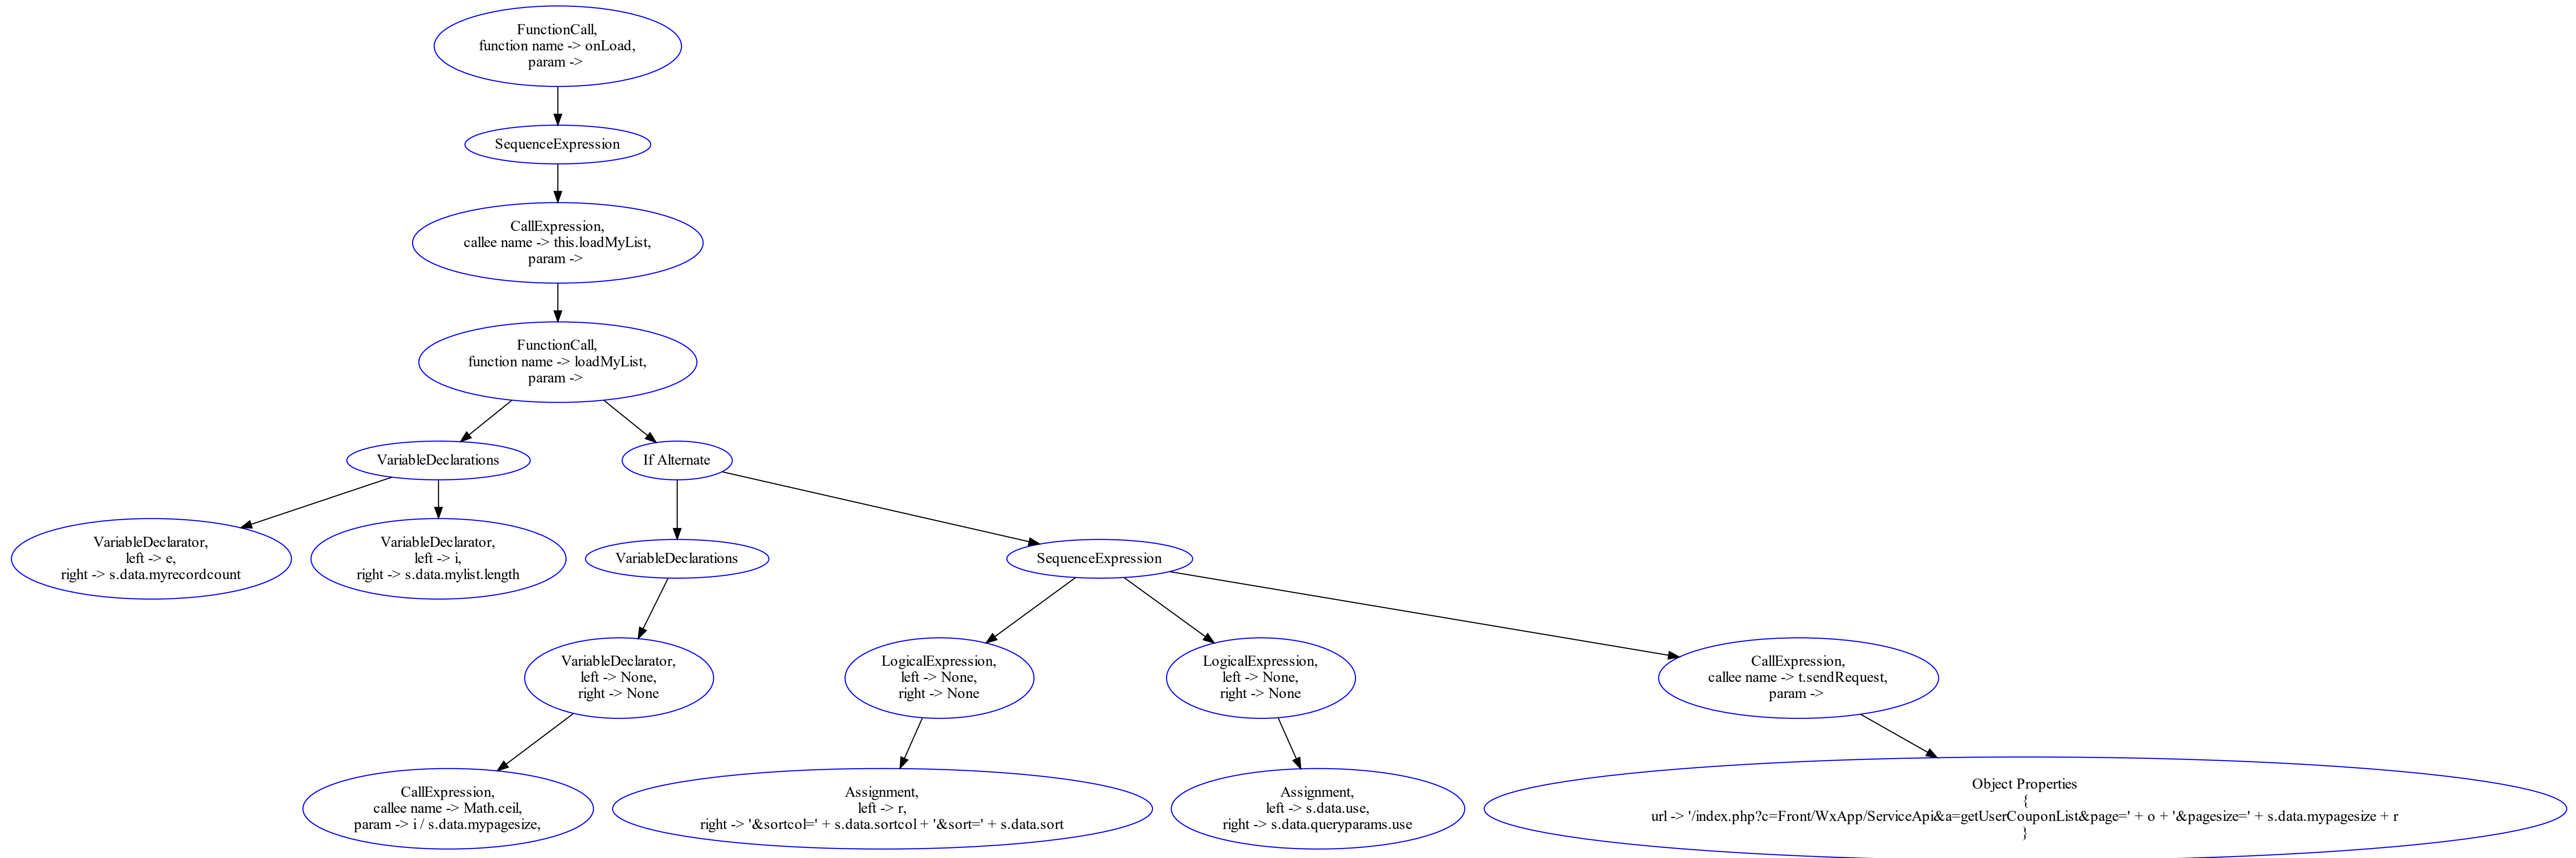 FunctionCall,
function name -> onLoad,
param ->
SequenceExpression
CallExpression,
callee name -> this.loadMyList,
param ->
FunctionCall,
function name -> loadMyList,
param ->
VariableDeclarations
If Alternate
VariableDeclarator,
left -> e,
right -> s.data.myrecordcount
VariableDeclarator,
left -> i,
right -> s.data.mylist.length
VariableDeclarations
SequenceExpression
VariableDeclarator,
left -> None,
right -> None
LogicalExpression,
left -> None,
right -> None
LogicalExpression,
left -> None,
right -> None
CallExpression,
callee name -> t.sendRequest,
param ->
CallExpression,
callee name -> Math.ceil,
param -> i / s.data.mypagesize,
Assignment,
left -> r,
right -> '&sortcol=' + s.data.sortcol + '&sort=' + s.data.sort
Assignment,
left -> s.data.use,
right -> s.data.queryparams.use
Object Properties
{
url -> '/index.php?c=Front/WxApp/ServiceApi&a=getUserCouponList&page=' + o + '&pagesize=' + s.data.mypagesize + r
}